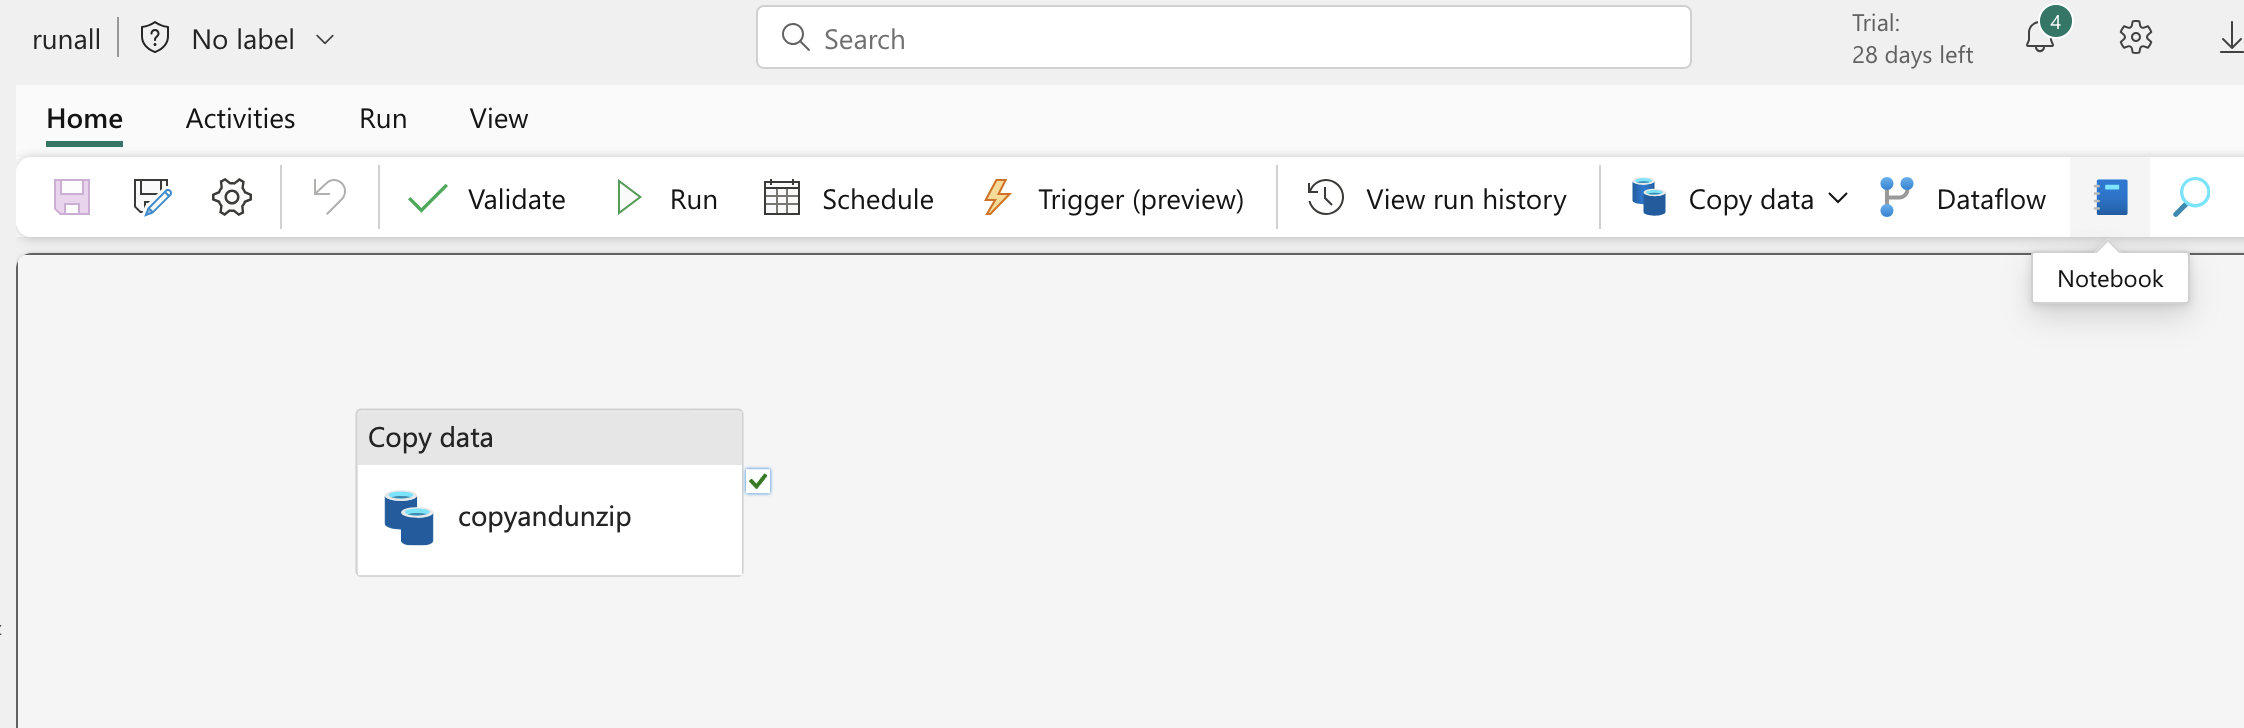 runall
No label
Search
Trial:
28 days left
4
Home
Activities
Run
View
Validate
Run
Schedule
Trigger (preview)
View run history
Copy data
Dataflow
Notebook
Copy data
copyandunzip